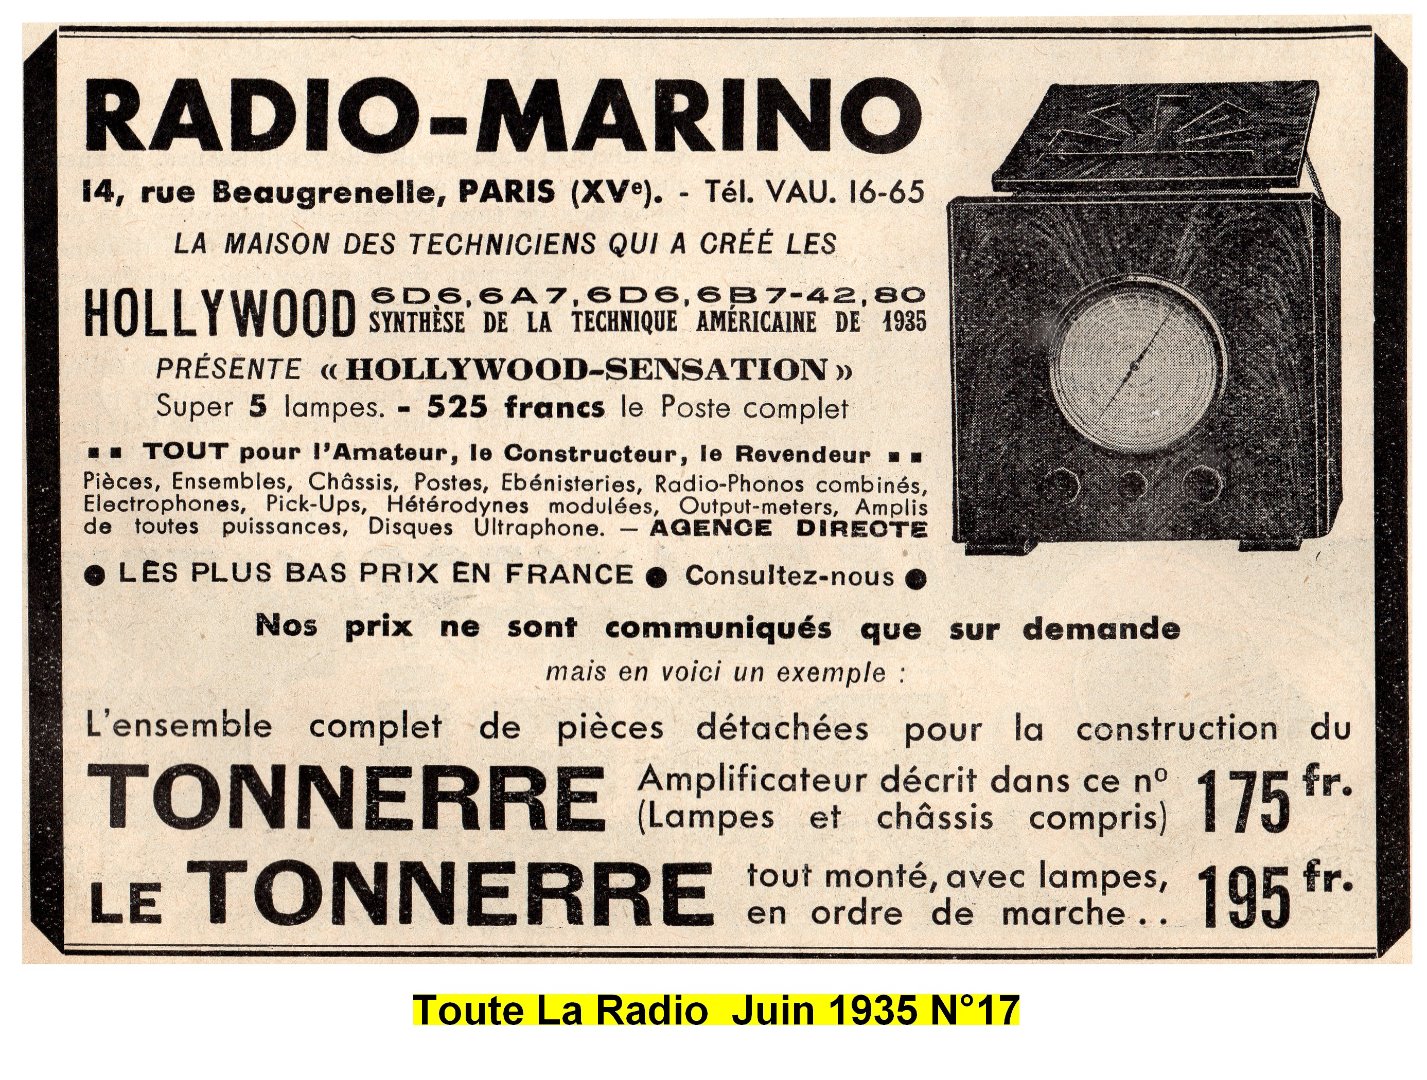 RADIO-MARINO
14, rue Beaugrenelle, PARIS (XVe). - Tél. VAU. 16-65
LA MAISON DES TECHNICIENS QUI A CRÉÉ LES
HOLLYWOOD 6D6, 6A7, 6D6, 6B7-42, 80
SYNTHÈSE DE LA TECHNIQUE AMÉRICAINE DE 1935
PRÉSENTE « HOLLYWOOD-SENSATION »
Super 5 lampes. - 525 francs le Poste complet
TOUT pour l'Amateur, le Constructeur, le Revendeur
Pièces, Ensembles, Châssis, Postes, Ebénisteries, Radio-Phonos combinés,
Electrophones, Pick-Ups, Hétérodynes modulées, Output-meters, Amplis
de toutes puissances, Disques Ultraphone. — AGENCE DIRECTE
● LES PLUS BAS PRIX EN FRANCE ● Consultez-nous ●
Nos prix ne sont communiqués que sur demande
mais en voici un exemple :
L'ensemble complet de pièces détachées pour la construction du
TONNERRE Amplificateur décrit dans ce nº 175 fr.
(Lampes et châssis compris)
LE TONNERRE tout monté, avec lampes, 195 fr.
en ordre de marche . .
Toute La Radio Juin 1935 N°17